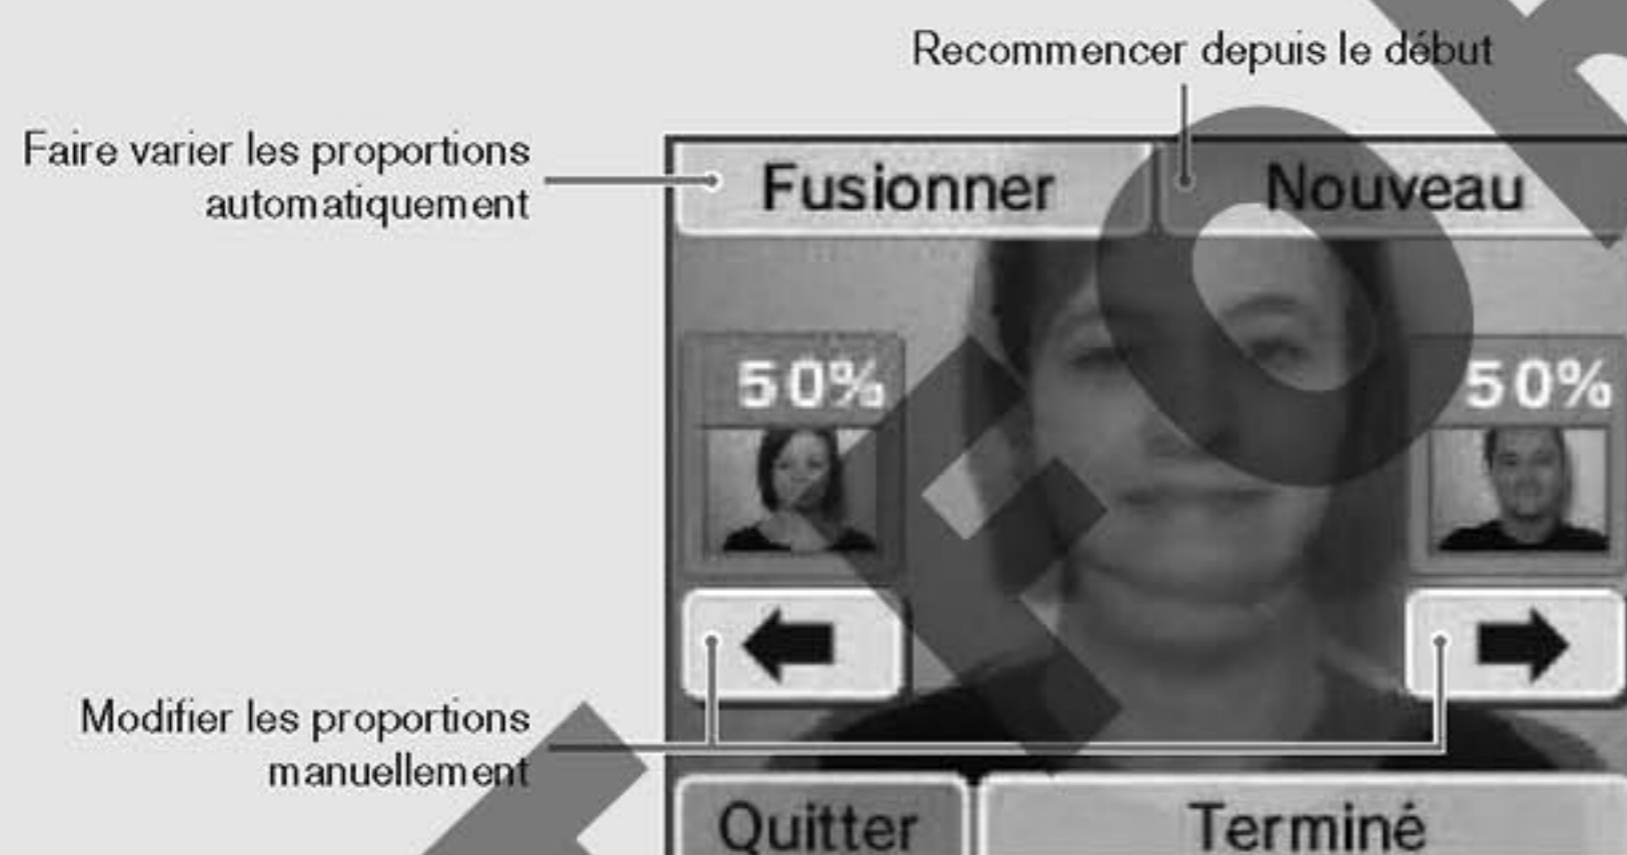 Recommencer depuis le début
Faire varier les proportions
automatiquement
Fusionner
Nouveau
50%
50%
Modifier les proportions
manuellement
Quitter
Terminé